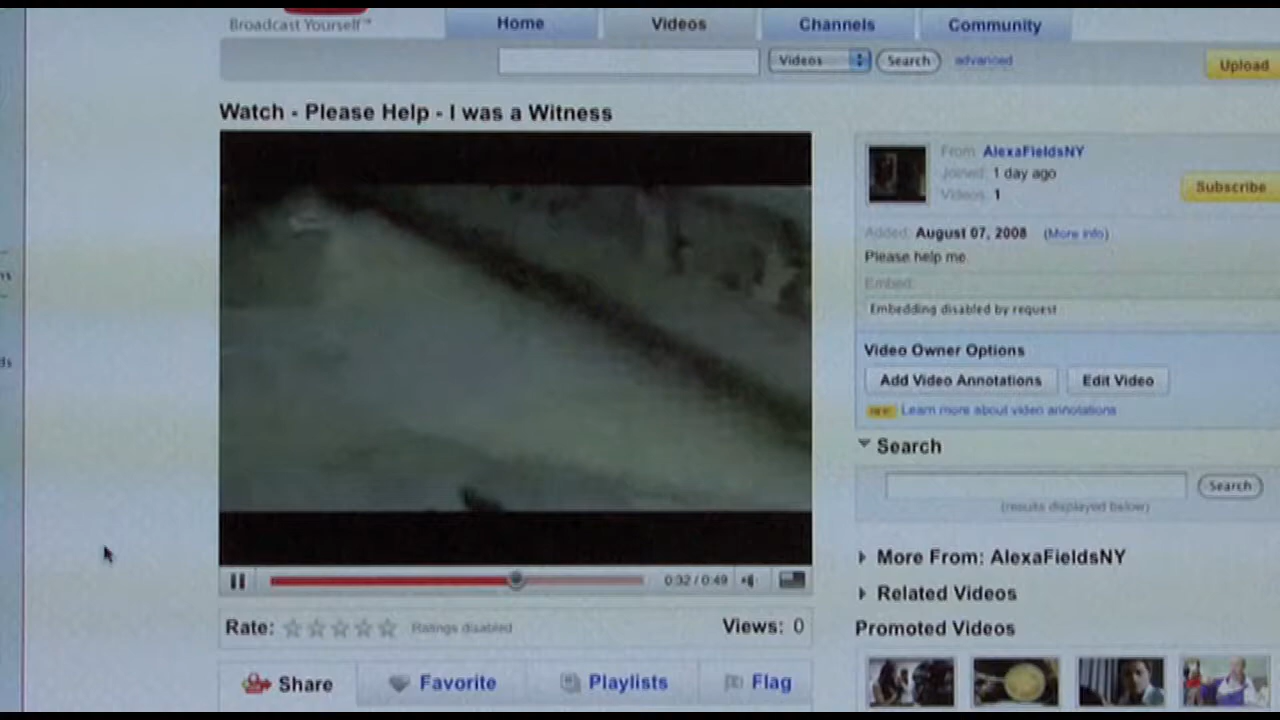 Broadcast Yourself™
Home Videos Channels Community
Videos Search advanced
Upload
Watch - Please Help - I was a Witness
From: AlexaFieldsNY
Joined: 1 day ago
Videos: 1
Subscribe
Added: August 07, 2008 (More info)
Please help me.
Embed:
Embedding disabled by request
Video Owner Options
Add Video Annotations Edit Video
Learn more about video annotations
Search
Search
(results displayed below)
More From: AlexaFieldsNY
Related Videos
Promoted Videos
0:32 / 0:49
Rate: Ratings disabled Views: 0
Share Favorite Playlists Flag